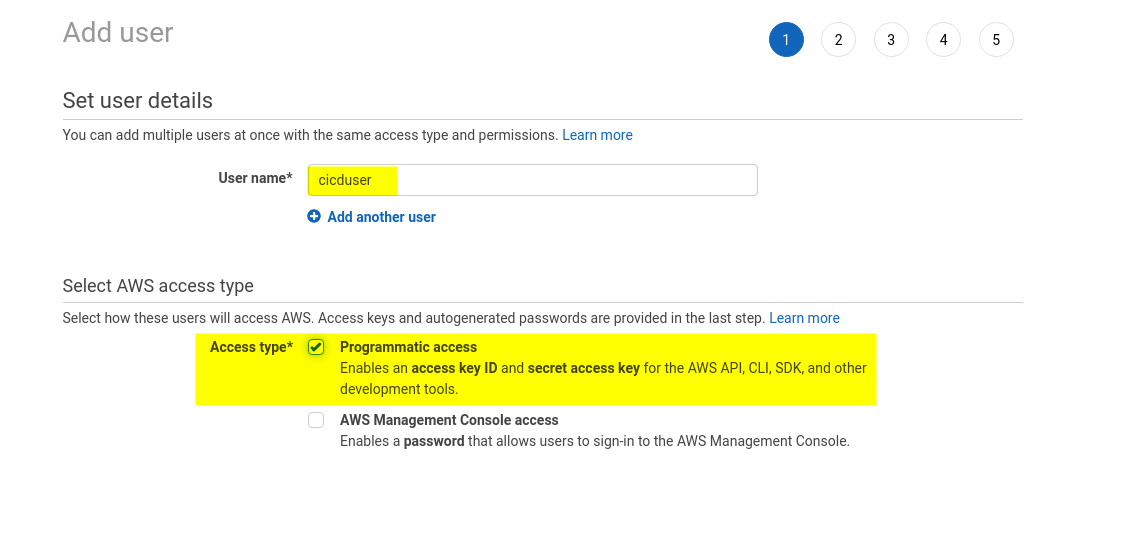 Add user
1 2 3 4 5
Set user details
You can add multiple users at once with the same access type and permissions. Learn more
User name* cicduser
Add another user
Select AWS access type
Select how these users will access AWS. Access keys and autogenerated passwords are provided in the last step. Learn more
Access type* Programmatic access
Enables an access key ID and secret access key for the AWS API, CLI, SDK, and other
development tools.
AWS Management Console access
Enables a password that allows users to sign-in to the AWS Management Console.